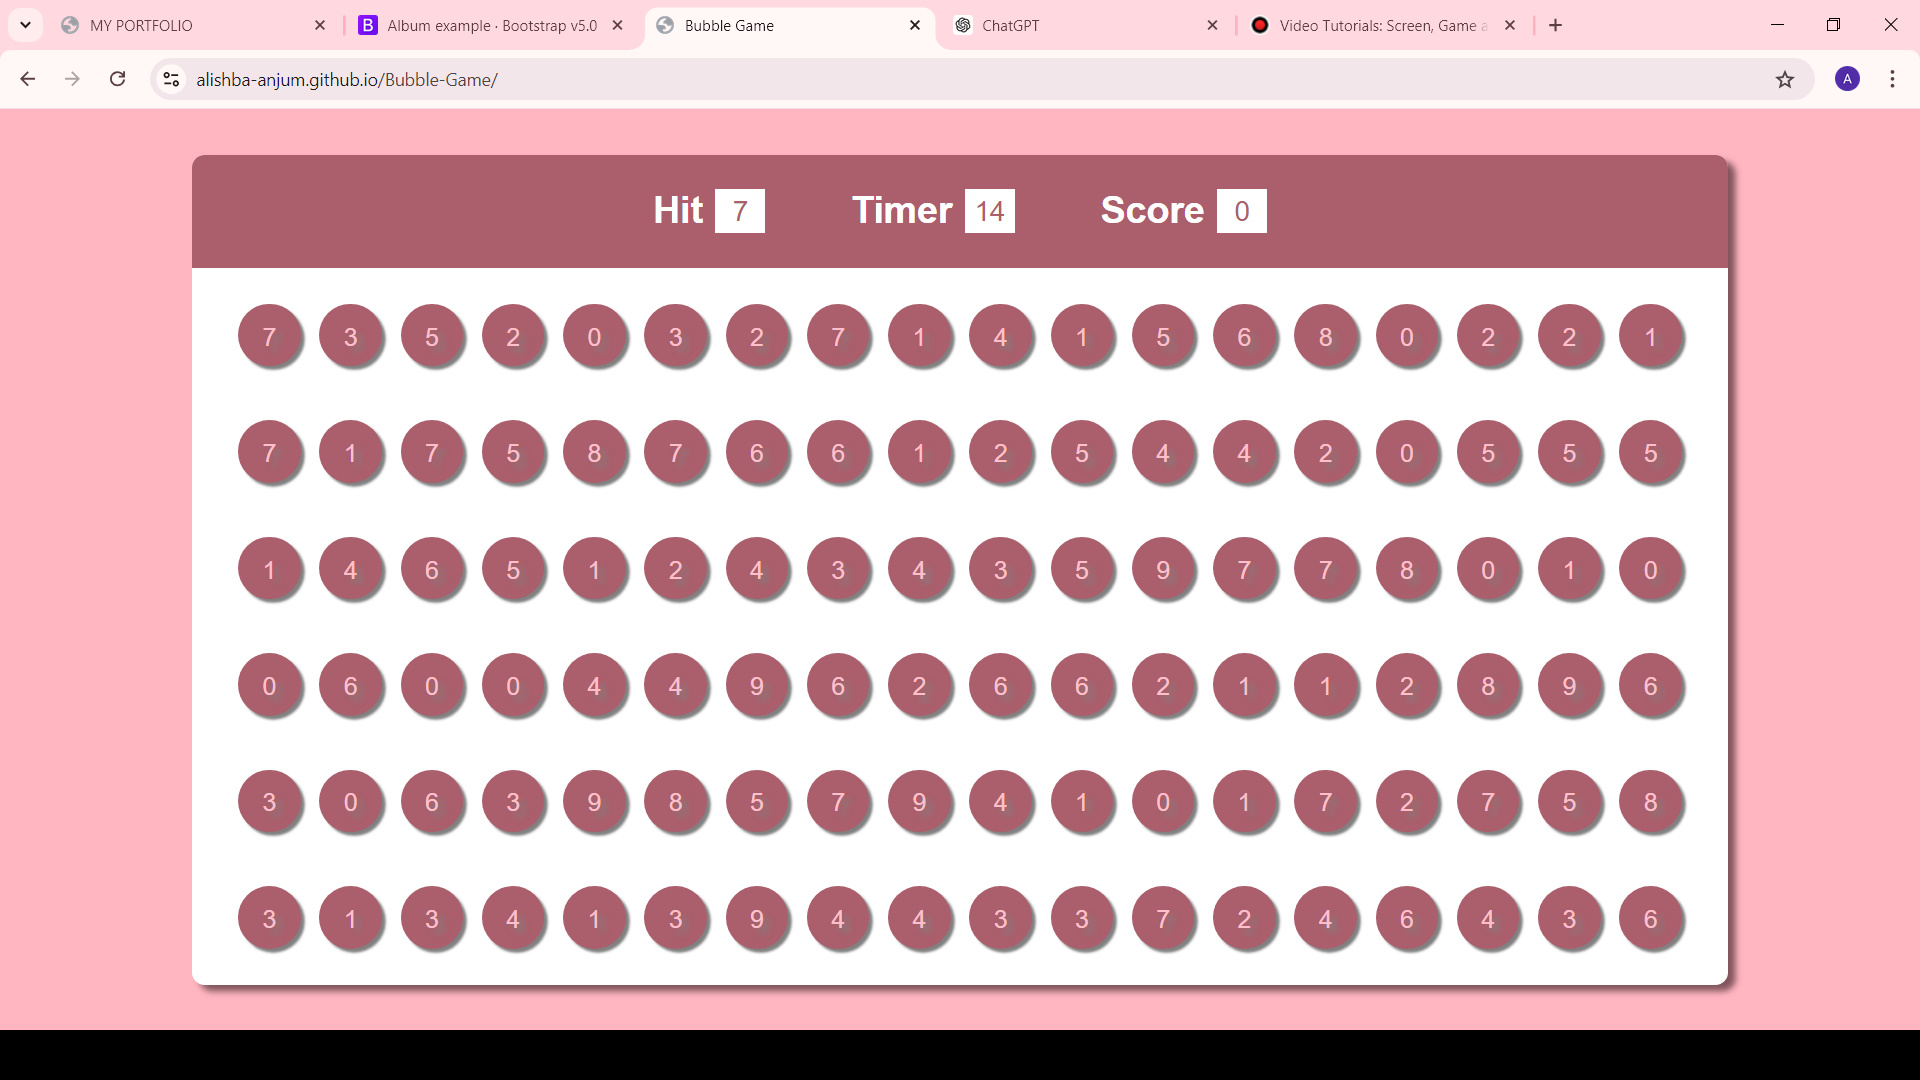 MY PORTFOLIO
B Album example · Bootstrap v5.0
Bubble Game
ChatGPT
Video Tutorials: Screen, Game a
alishba-anjum.github.io/Bubble-Game/
A
Hit 7 Timer 14 Score 0
7 3 5 2 0 3 2 7 1 4 1 5 6 8 0 2 2 1
7 1 7 5 8 7 6 6 1 2 5 4 4 2 0 5 5 5
1 4 6 5 1 2 4 3 4 3 5 9 7 7 8 0 1 0
0 6 0 0 4 4 9 6 2 6 6 2 1 1 2 8 9 6
3 0 6 3 9 8 5 7 9 4 1 0 1 7 2 7 5 8
3 1 3 4 1 3 9 4 4 3 3 7 2 4 6 4 3 6